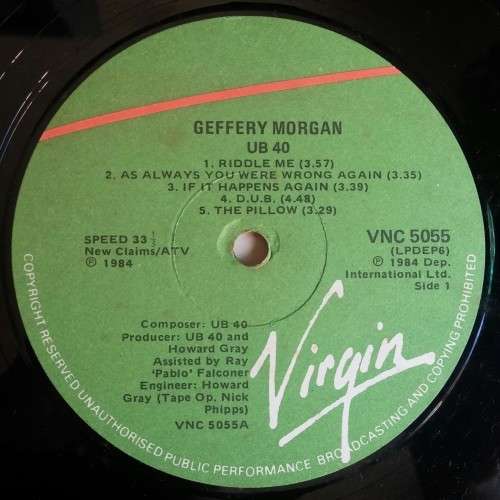 GEFFERY MORGAN
UB 40
1. RIDDLE ME (3.57)
2. AS ALWAYS YOU WERE WRONG AGAIN (3.35)
3. IF IT HAPPENS AGAIN (3.39)
4. D.U.B. (4.48)
5. THE PILLOW (3.29)
SPEED 33
New Claims/ATV
℗ 1984
VNC 5055
(LPDEP6)
℗ 1984 Dep.
International Ltd.
Side 1
Composer: UB 40
Producer: UB 40 and
Howard Gray
Assisted by Ray
'Pablo' Falconer
Engineer: Howard
Gray (Tape Op. Nick
Phipps)
VNC 5055A
Virgin
COPYRIGHT RESERVED UNAUTHORISED PUBLIC PERFORMANCE BROADCASTING AND COPYING PROHIBITED